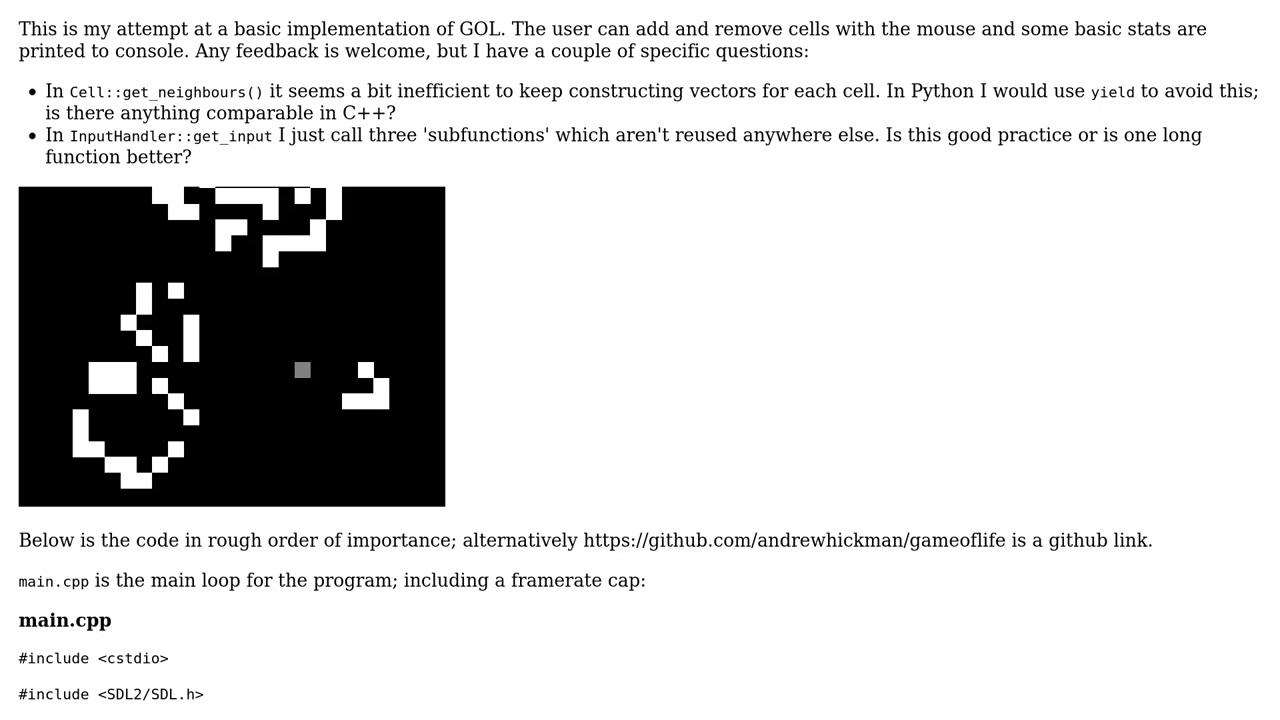 This is my attempt at a basic implementation of GOL. The user can add and remove cells with the mouse and some basic stats are
printed to console. Any feedback is welcome, but I have a couple of specific questions:
• In Cell::get_neighbours() it seems a bit inefficient to keep constructing vectors for each cell. In Python I would use yield to avoid this;
is there anything comparable in C++?
• In InputHandler::get_input I just call three 'subfunctions' which aren't reused anywhere else. Is this good practice or is one long
function better?
Below is the code in rough order of importance; alternatively https://github.com/andrewhickman/gameoflife is a github link.
main.cpp is the main loop for the program; including a framerate cap:
main.cpp
#include <cstdio>
#include <SDL2/SDL.h>